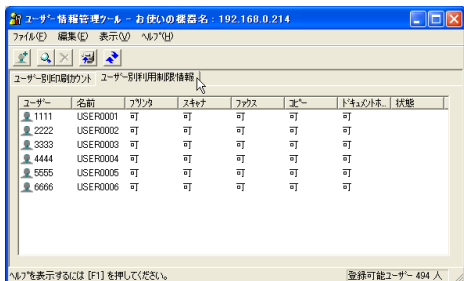 ユーザー情報管理ツール - お使いの機器名 : 192.168.0.214
ファイル(F) 編集(E) 表示(V) ヘルプ(H)
ユーザー別印刷カウント ユーザー別利用制限情報
ユーザー 名前 プリンタ スキャナ ファクス コピー ドキュメントホ... 状態
1111 USER0001 可 可 可 可 可
2222 USER0002 可 可 可 可 可
3333 USER0003 可 可 可 可 可
4444 USER0004 可 可 可 可 可
5555 USER0005 可 可 可 可 可
6666 USER0006 可 可 可 可 可
ヘルプを表示するには [F1] を押してください。 登録可能ユーザー 494 人